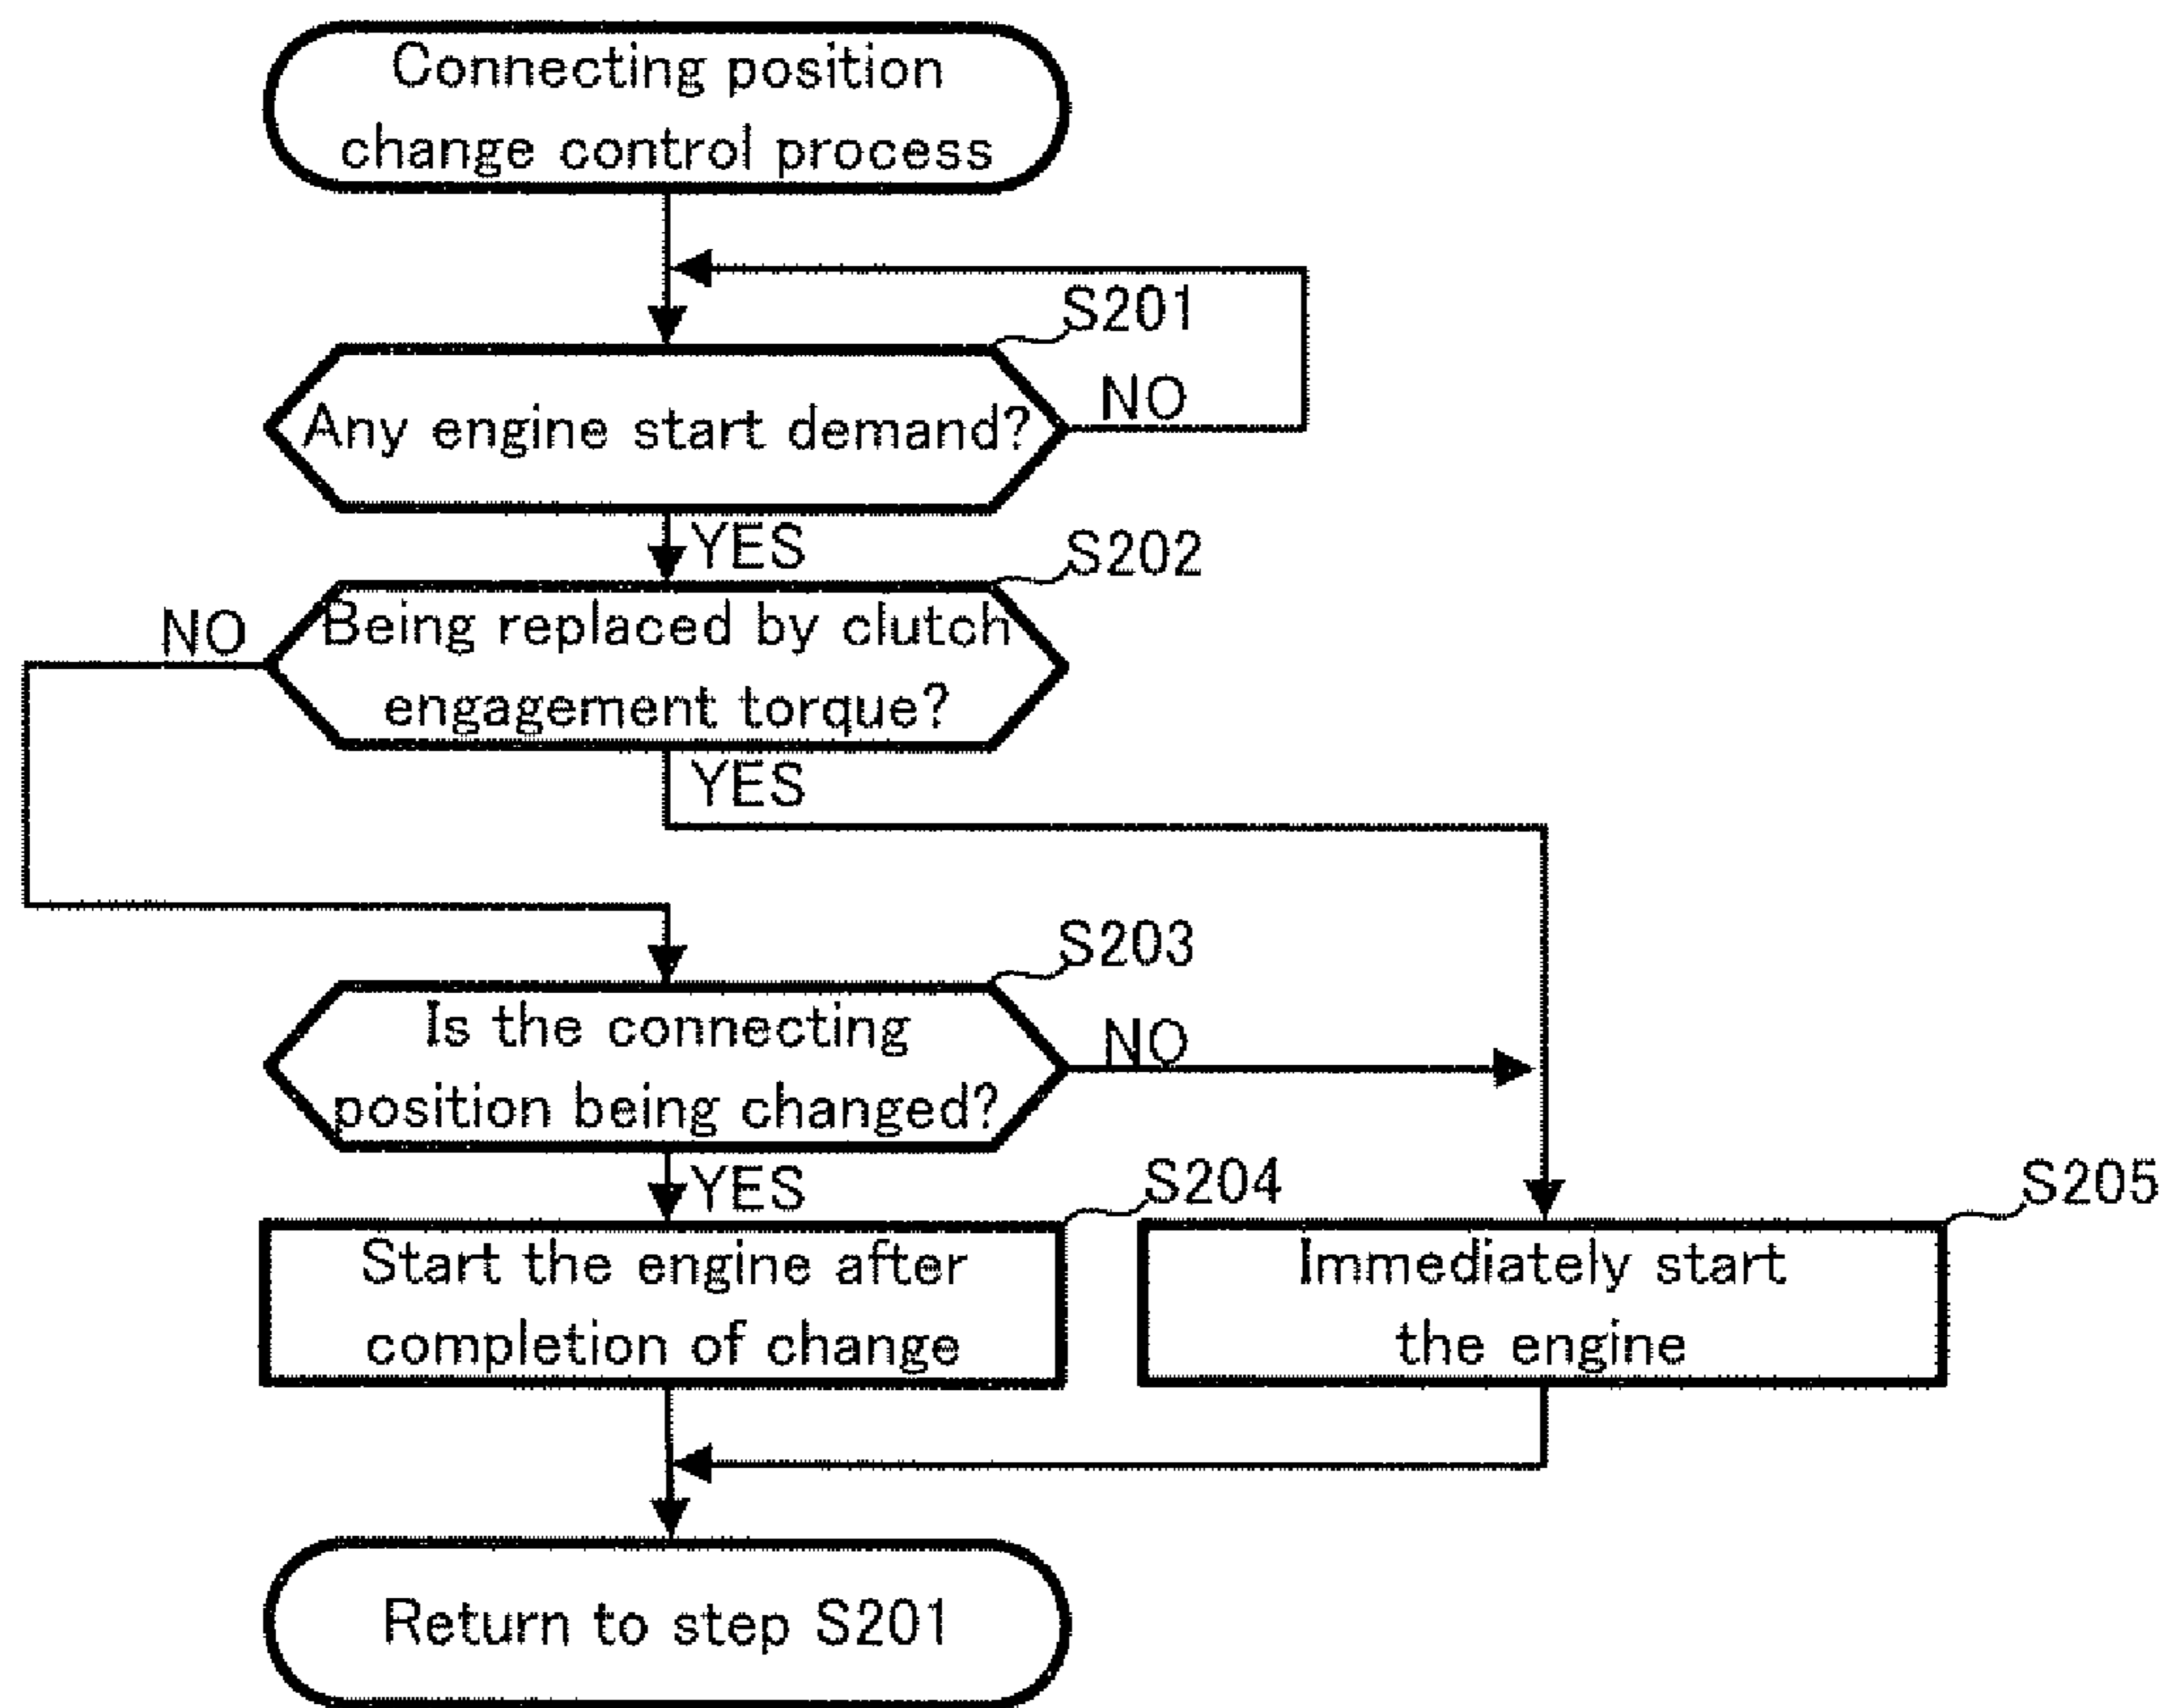 Connecting position
change control process
S201
Any engine start demand?
NO
YES
S202
NO
Being replaced by clutch
engagement torque?
YES
S203
Is the connecting
position being changed?
NO
YES
S204
S205
Start the engine after
completion of change
Immediately start
the engine
Return to step S201